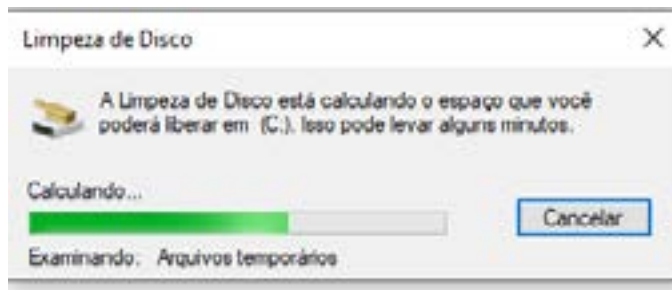 Limpeza de Disco
A Limpeza de Disco está calculando o espaço que você
poderá liberar em (C:). Isso pode levar alguns minutos.
Calculando...
Cancelar
Examinando: Arquivos temporários